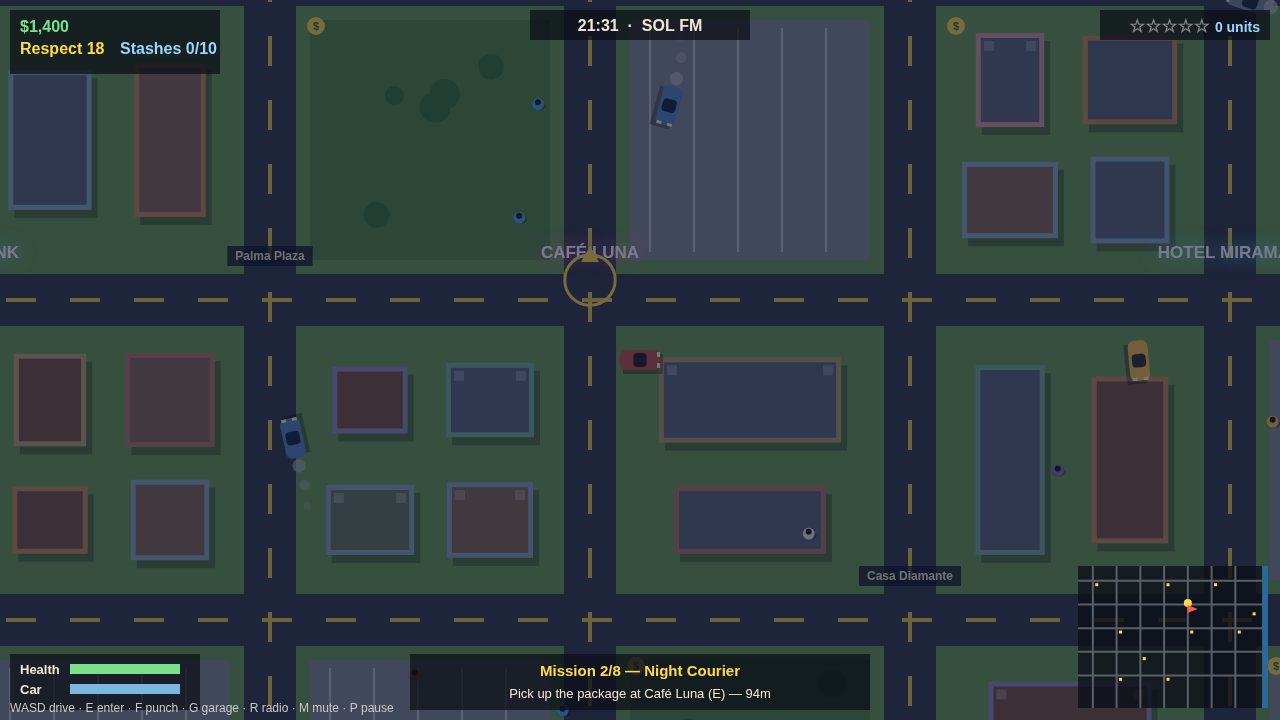 $1,400
Respect 18 Stashes 0/10
21:31 · SOL FM
☆☆☆☆☆ 0 units
$
$
NK
Palma Plaza
CAFÉ LUNA
HOTEL MIRAMA
Casa Diamante
Health
Car
WASD drive · E enter · F punch · G garage · R radio · M mute · P pause
Mission 2/8 — Night Courier
Pick up the package at Café Luna (E) — 94m
$